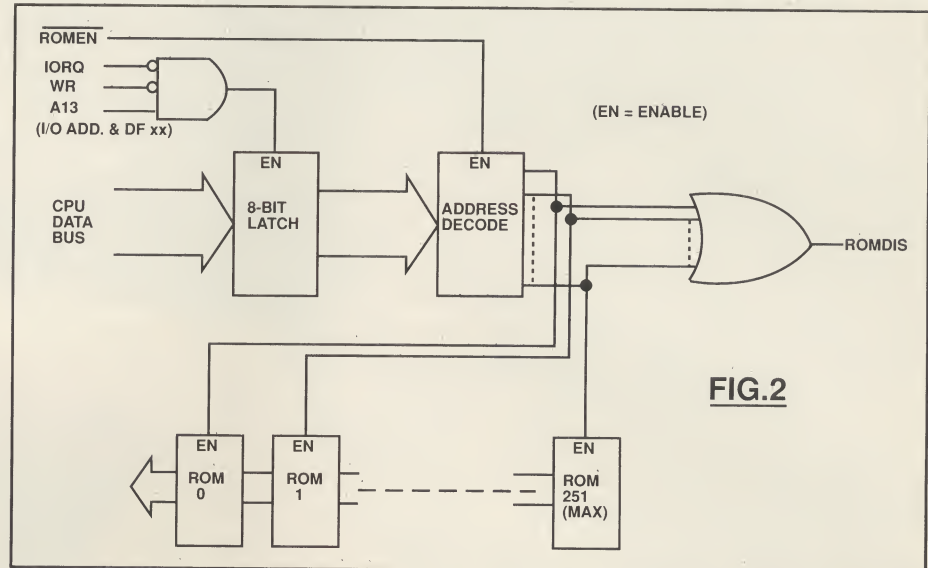 ROMEN
IORQ
WR
A13
(I/O ADD. & DF xx)
(EN = ENABLE)
EN
EN
CPU
DATA
BUS
8-BIT
LATCH
ADDRESS
DECODE
ROMDIS
FIG.2
EN
EN
EN
ROM
0
ROM
1
ROM
251
(MAX)